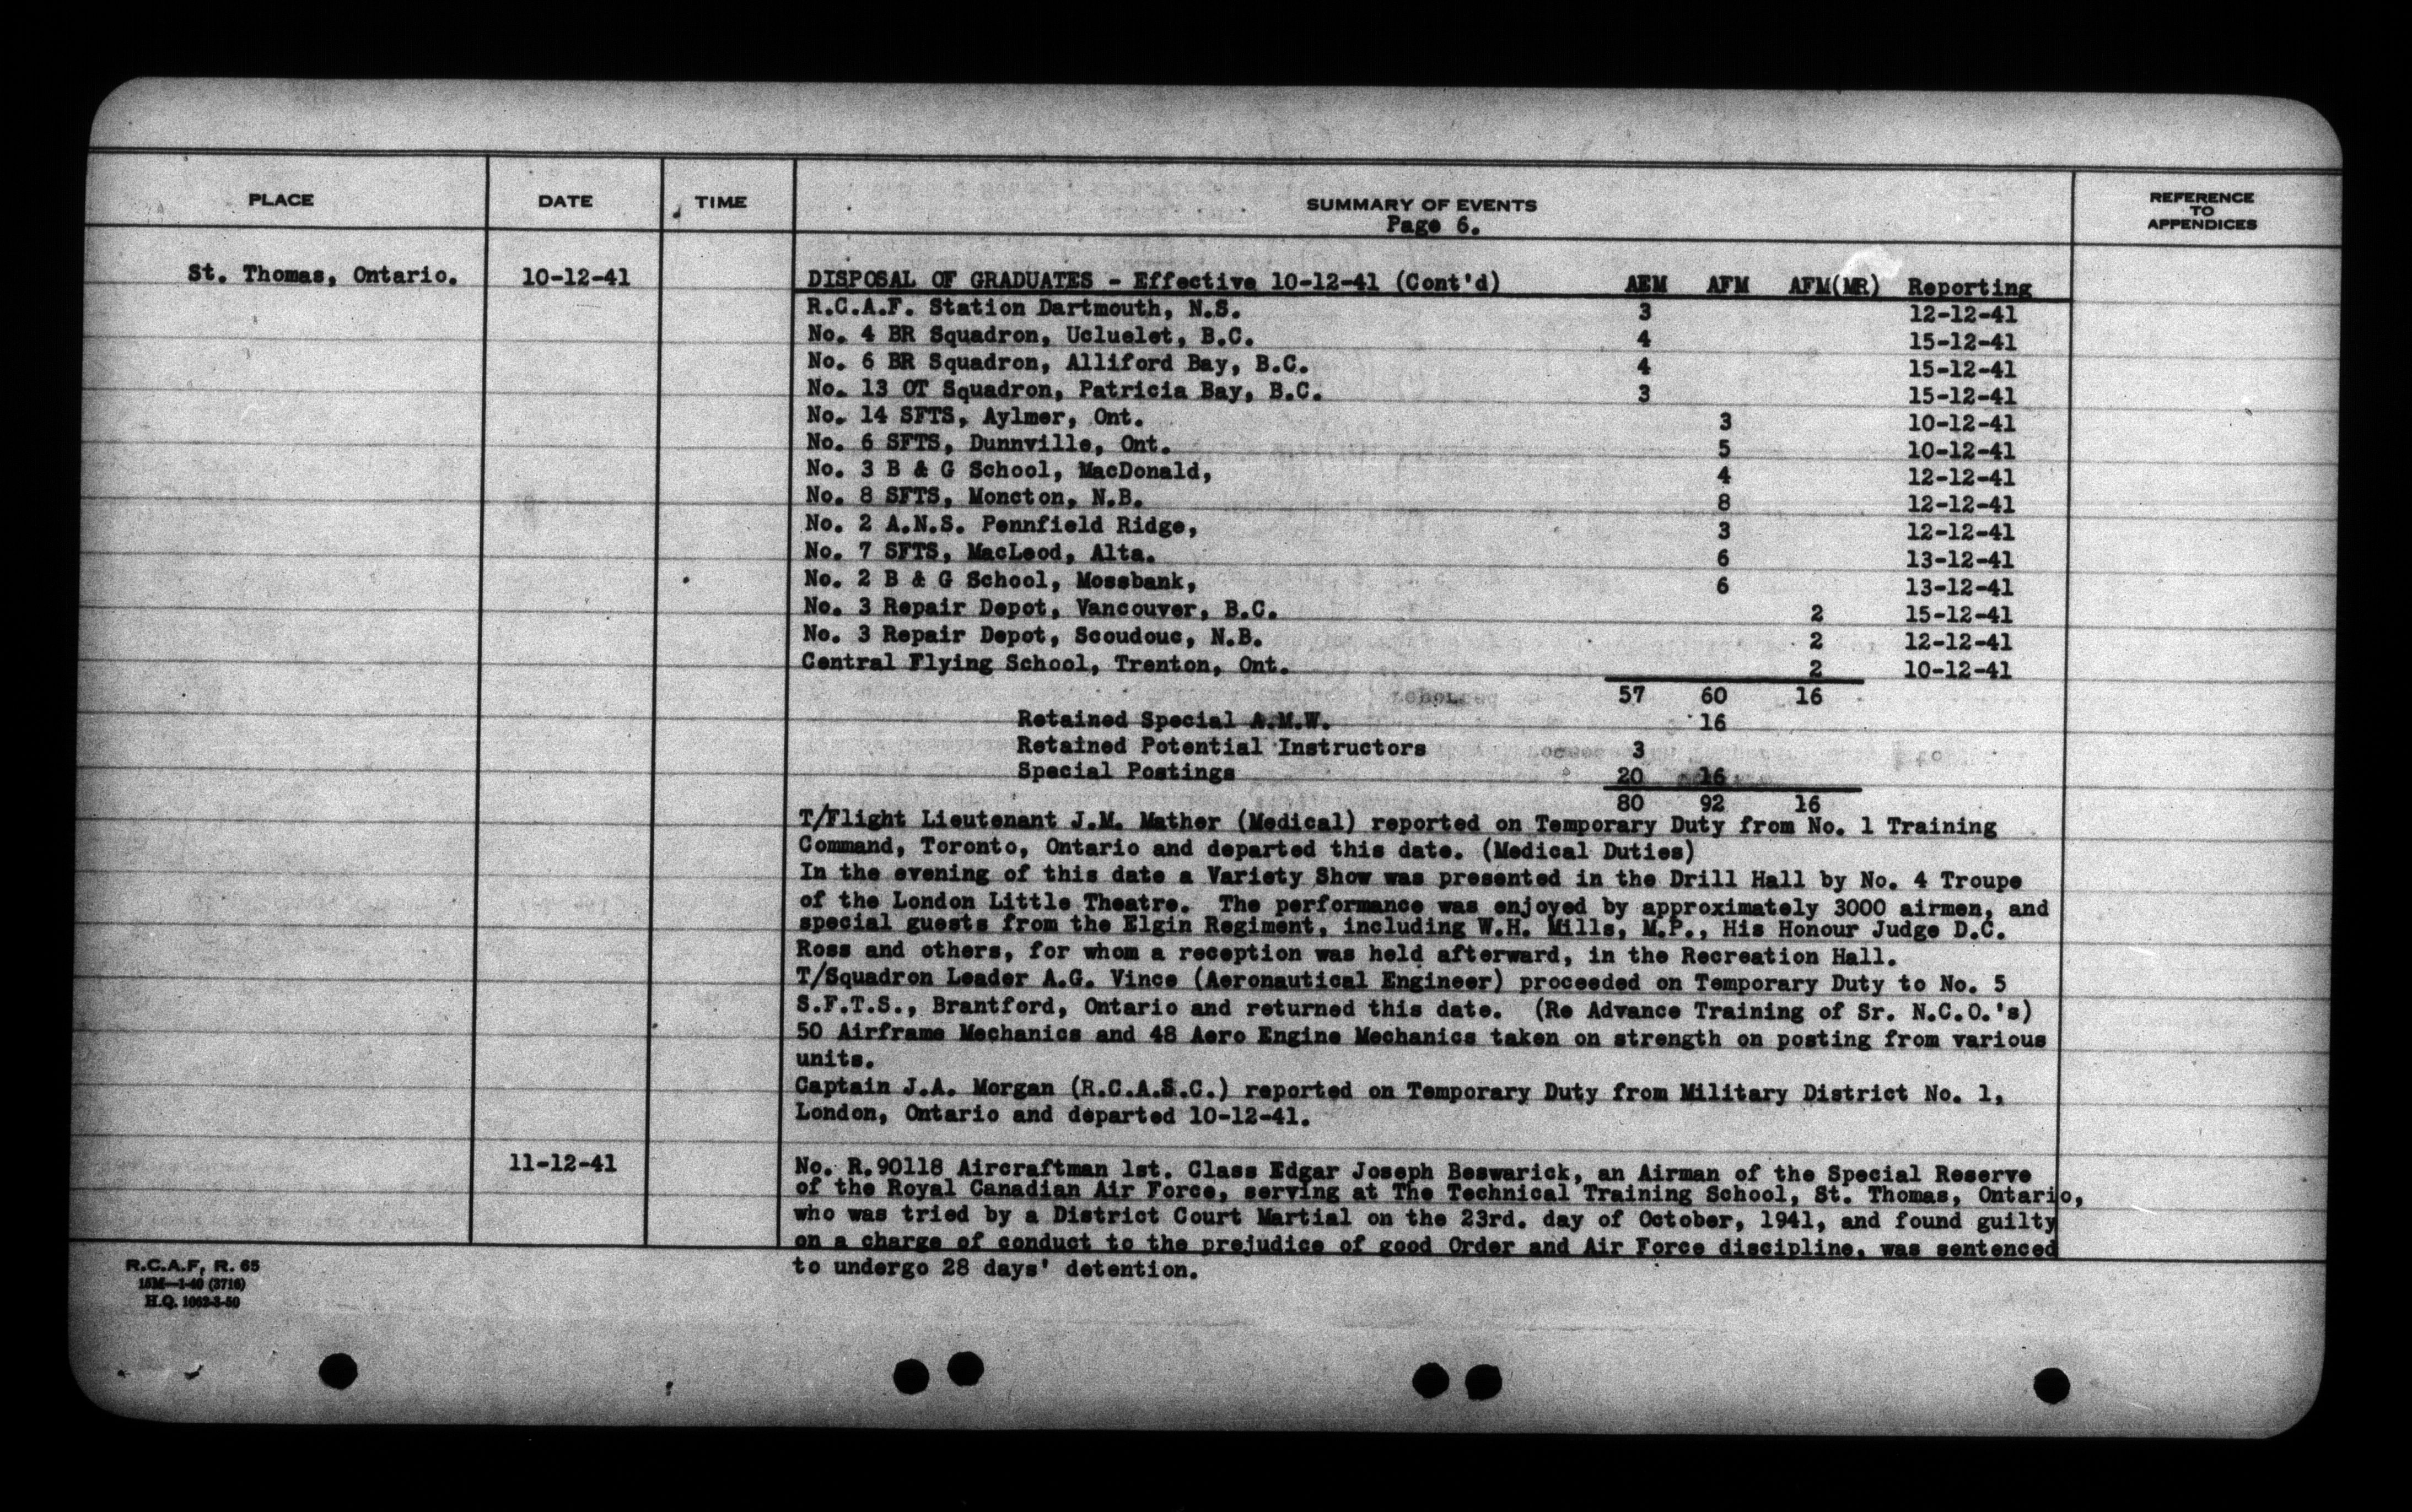 PLACE DATE TIME SUMMARY OF EVENTS REFERENCE TO APPENDICES
Page 6.
St. Thomas, Ontario. 10-12-41 DISPOSAL OF GRADUATES - Effective 10-12-41 (Cont'd) AEM AFM AFM(MR) Reporting
R.C.A.F. Station Dartmouth, N.S. 3 12-12-41
No. 4 BR Squadron, Ucluelet, B.C. 4 15-12-41
No. 6 BR Squadron, Alliford Bay, B.C. 4 15-12-41
No. 13 OT Squadron, Patricia Bay, B.C. 3 15-12-41
No. 14 SFTS, Aylmer, Ont. 3 10-12-41
No. 6 SFTS, Dunnville, Ont. 5 10-12-41
No. 3 B & G School, MacDonald, 4 12-12-41
No. 8 SFTS, Moncton, N.B. 8 12-12-41
No. 2 A.N.S. Pennfield Ridge, 3 12-12-41
No. 7 SFTS, MacLeod, Alta. 6 13-12-41
No. 2 B & G School, Mossbank, 6 13-12-41
No. 3 Repair Depot, Vancouver, B.C. 2 15-12-41
No. 3 Repair Depot, Scoudouc, N.B. 2 12-12-41
Central Flying School, Trenton, Ont. 2 10-12-41
57 60 16
Retained Special A.M.W. 16
Retained Potential Instructors 3
Special Postings 20 16
80 92 16
T/Flight Lieutenant J.M. Mather (Medical) reported on Temporary Duty from No. 1 Training
Command, Toronto, Ontario and departed this date. (Medical Duties)
In the evening of this date a Variety Show was presented in the Drill Hall by No. 4 Troupe
of the London Little Theatre. The performance was enjoyed by approximately 3000 airmen, and
special guests from the Elgin Regiment, including W.H. Mills, M.P., His Honour Judge D.C.
Ross and others, for whom a reception was held afterward, in the Recreation Hall.
T/Squadron Leader A.G. Vince (Aeronautical Engineer) proceeded on Temporary Duty to No. 5
S.F.T.S., Brantford, Ontario and returned this date. (Re Advance Training of Sr. N.C.O.'s)
50 Airframe Mechanics and 48 Aero Engine Mechanics taken on strength on posting from various
units.
Captain J.A. Morgan (R.C.A.S.C.) reported on Temporary Duty from Military District No. 1,
London, Ontario and departed 10-12-41.
11-12-41 No. R.90118 Aircraftman 1st. Class Edgar Joseph Beswarick, an Airman of the Special Reserve
of the Royal Canadian Air Force, serving at The Technical Training School, St. Thomas, Ontario,
who was tried by a District Court Martial on the 23rd. day of October, 1941, and found guilty
on a charge of conduct to the prejudice of good Order and Air Force discipline, was sentenced
to undergo 28 days' detention.
R.C.A.F, R. 65
15M-1-40 (3716)
H.Q. 1062-3-50